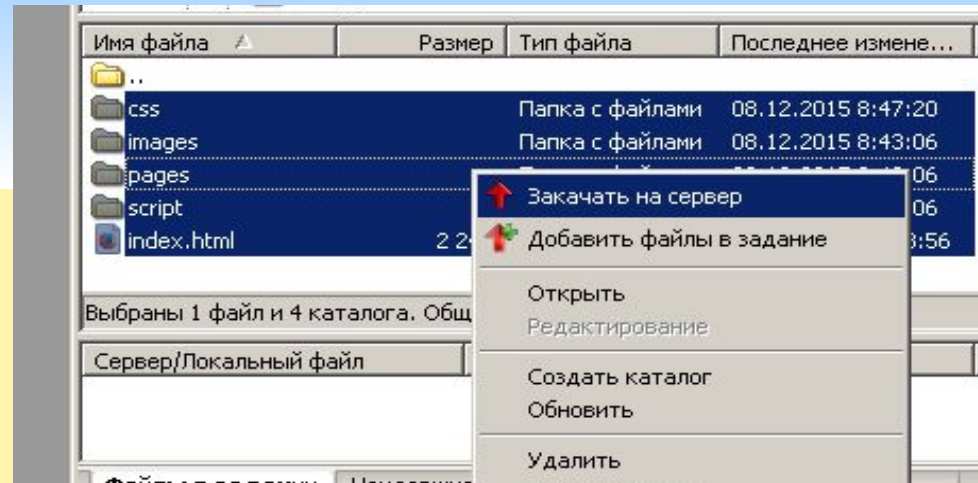 Имя файла Размер Тип файла Последнее измене...
..
css Папка с файлами 08.12.2015 8:47:20
images Папка с файлами 08.12.2015 8:43:06
pages 06
script 06
index.html 2 2 :56
Закачать на сервер
Добавить файлы в задание
Открыть
Редактирование
Создать каталог
Обновить
Удалить
Выбраны 1 файл и 4 каталога. Общ
Сервер/Локальный файл